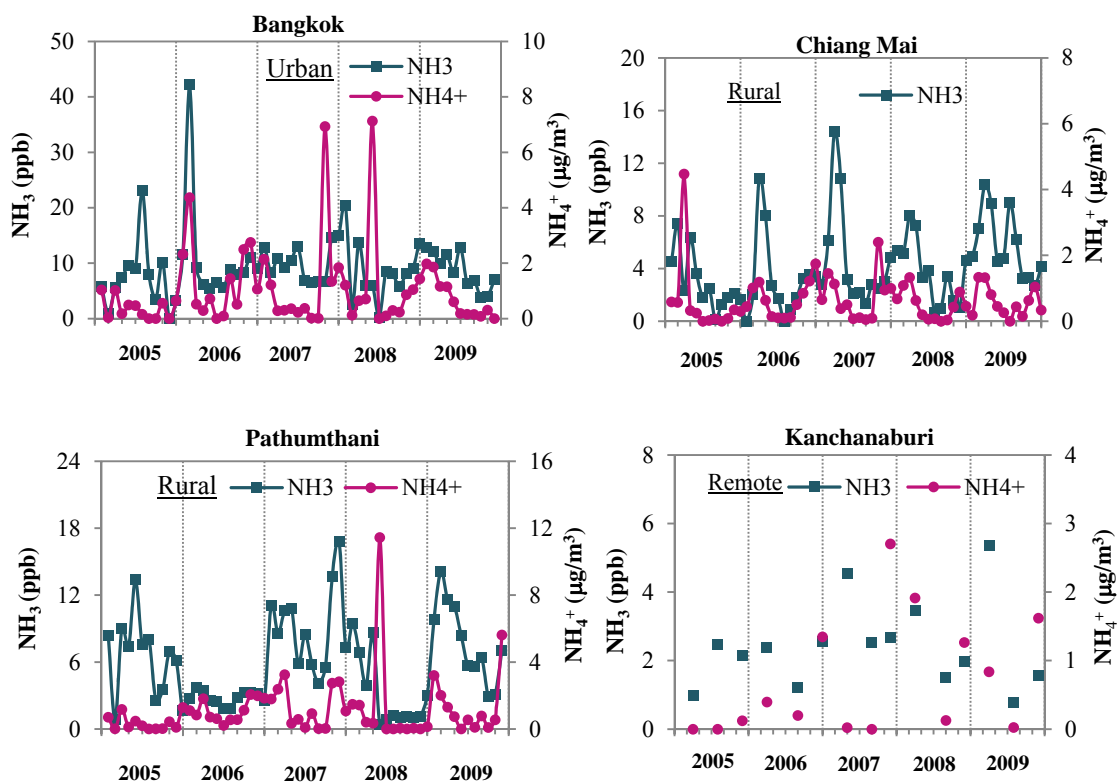 Bangkok
50
40
30
20
10
0
NH₃ (ppb)
Urban
NH3
NH4+
10
8
6
4
2
0
NH₄⁺ (µg/m³)
2005 2006 2007 2008 2009
Chiang Mai
20
16
12
8
4
0
NH₃ (ppb)
Rural
NH3
8
6
4
2
0
NH₄⁺ (µg/m³)
2005 2006 2007 2008 2009
Pathumthani
24
18
12
6
0
NH₃ (ppb)
Rural NH3 NH4+
16
12
8
4
0
NH₄⁺ (µg/m³)
2005 2006 2007 2008 2009
Kanchanaburi
8
6
4
2
0
NH₃ (ppb)
Remote NH3 NH4+
4
3
2
1
0
NH₄⁺ (µg/m³)
2005 2006 2007 2008 2009